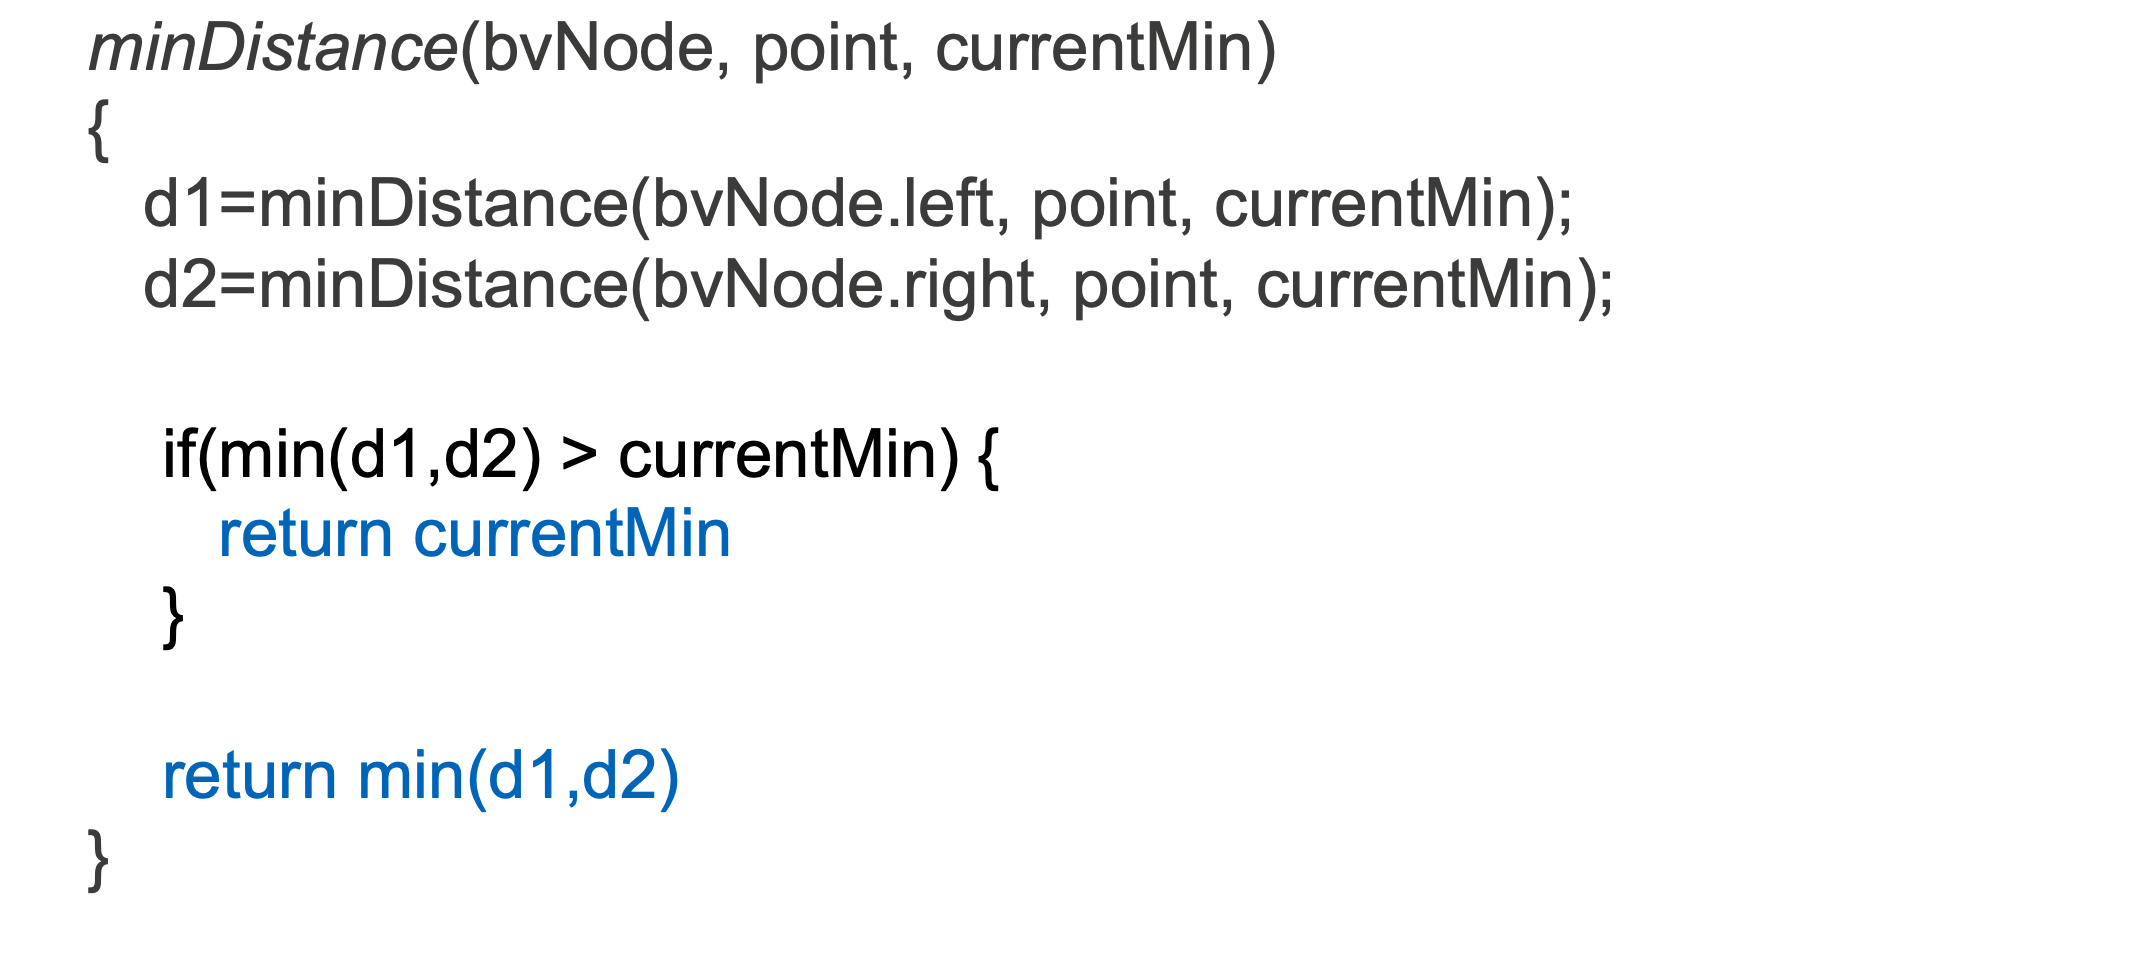 minDistance(bvNode, point, currentMin)
{
d1=minDistance(bvNode.left, point, currentMin);
d2=minDistance(bvNode.right, point, currentMin);
if(min(d1,d2) > currentMin) {
return currentMin
}
return min(d1,d2)
}